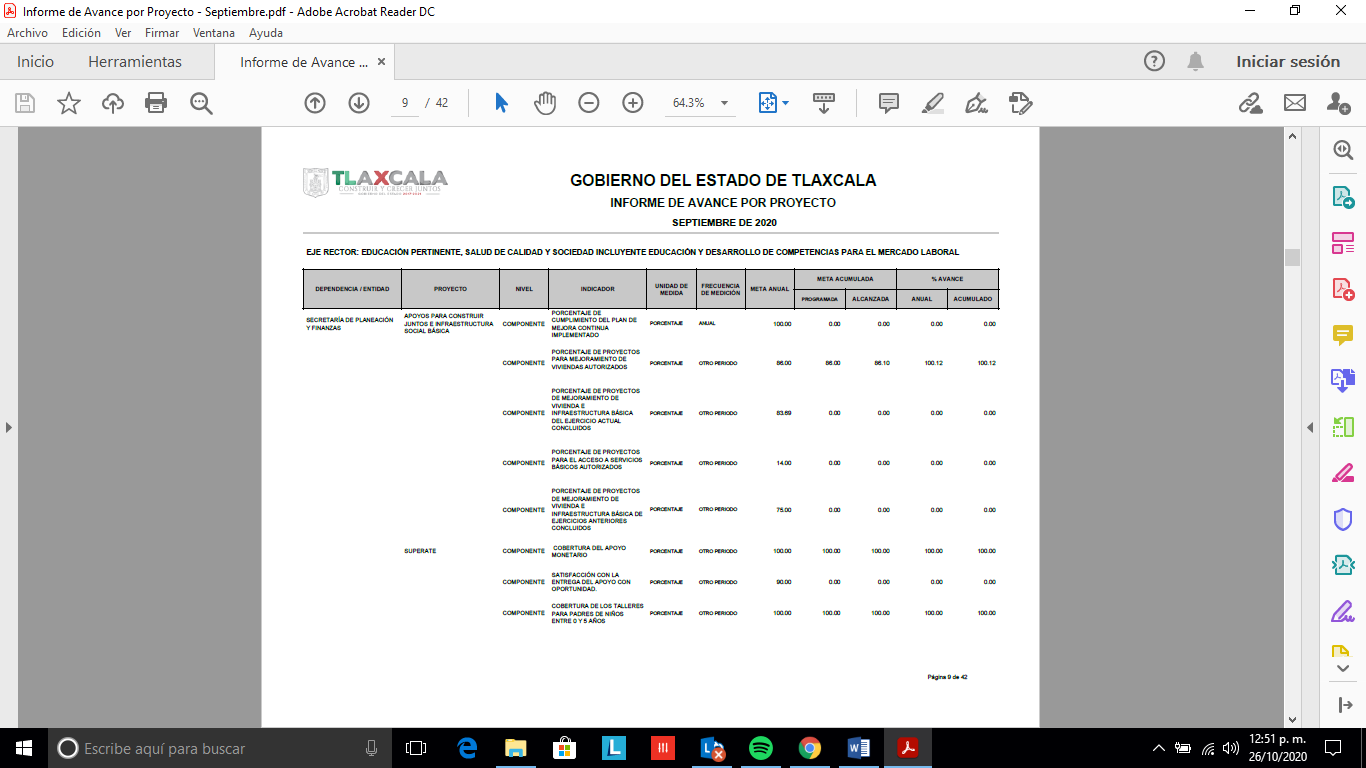 Informe de Avance por Proyecto - Septiembre.pdf - Adobe Acrobat Reader DC
Archivo Edición Ver Firmar Ventana Ayuda
Inicio Herramientas Informe de Avance ... × Iniciar sesión
9 / 42 64.3%
TLAXCALA
CONSTRUIR Y CRECER JUNTOS
GOBIERNO DEL ESTADO DE TLAXCALA
INFORME DE AVANCE POR PROYECTO
SEPTIEMBRE DE 2020
EJE RECTOR: EDUCACIÓN PERTINENTE, SALUD DE CALIDAD Y SOCIEDAD INCLUYENTE EDUCACIÓN Y DESARROLLO DE COMPETENCIAS PARA EL MERCADO LABORAL
DEPENDENCIA / ENTIDAD PROYECTO NIVEL INDICADOR UNIDAD DE MEDIDA FRECUENCIA DE MEDICIÓN META ANUAL META ACUMULADA % AVANCE
PROGRAMADA ALCANZADA ANUAL ACUMULADO
SECRETARÍA DE PLANEACIÓN Y FINANZAS
APOYOS PARA CONSTRUIR JUNTOS E INFRAESTRUCTURA SOCIAL BÁSICA
COMPONENTE
PORCENTAJE DE
CUMPLIMIENTO DEL PLAN DE
MEJORA CONTINUA
IMPLEMENTADO
PORCENTAJE ANUAL 100.00 0.00 0.00 0.00 0.00
COMPONENTE
PORCENTAJE DE PROYECTOS
PARA MEJORAMIENTO DE
VIVIENDAS AUTORIZADOS
PORCENTAJE OTRO PERIODO 86.00 86.00 86.10 100.12 100.12
COMPONENTE
PORCENTAJE DE PROYECTOS
DE MEJORAMIENTO DE
VIVIENDA E
INFRAESTRUCTURA BÁSICA
DEL EJERCICIO ACTUAL
CONCLUIDOS
PORCENTAJE OTRO PERIODO 83.69 0.00 0.00 0.00 0.00
COMPONENTE
PORCENTAJE DE PROYECTOS
PARA EL ACCESO A SERVICIOS
BÁSICOS AUTORIZADOS
PORCENTAJE OTRO PERIODO 14.00 0.00 0.00 0.00 0.00
COMPONENTE
PORCENTAJE DE PROYECTOS
DE MEJORAMIENTO DE
VIVIENDA E
INFRAESTRUCTURA BÁSICA DE
EJERCICIOS ANTERIORES
CONCLUIDOS
PORCENTAJE OTRO PERIODO 75.00 0.00 0.00 0.00 0.00
SUPERATE COMPONENTE
COBERTURA DEL APOYO
MONETARIO
PORCENTAJE OTRO PERIODO 100.00 100.00 100.00 100.00 100.00
COMPONENTE
SATISFACCIÓN CON LA
ENTREGA DEL APOYO CON
OPORTUNIDAD.
PORCENTAJE OTRO PERIODO 90.00 0.00 0.00 0.00 0.00
COMPONENTE
COBERTURA DE LOS TALLERES
PARA PADRES DE NIÑOS
ENTRE 0 Y 5 AÑOS
PORCENTAJE OTRO PERIODO 100.00 100.00 100.00 100.00 100.00
Página 9 de 42
Escribe aquí para buscar
12:51 p. m.
26/10/2020